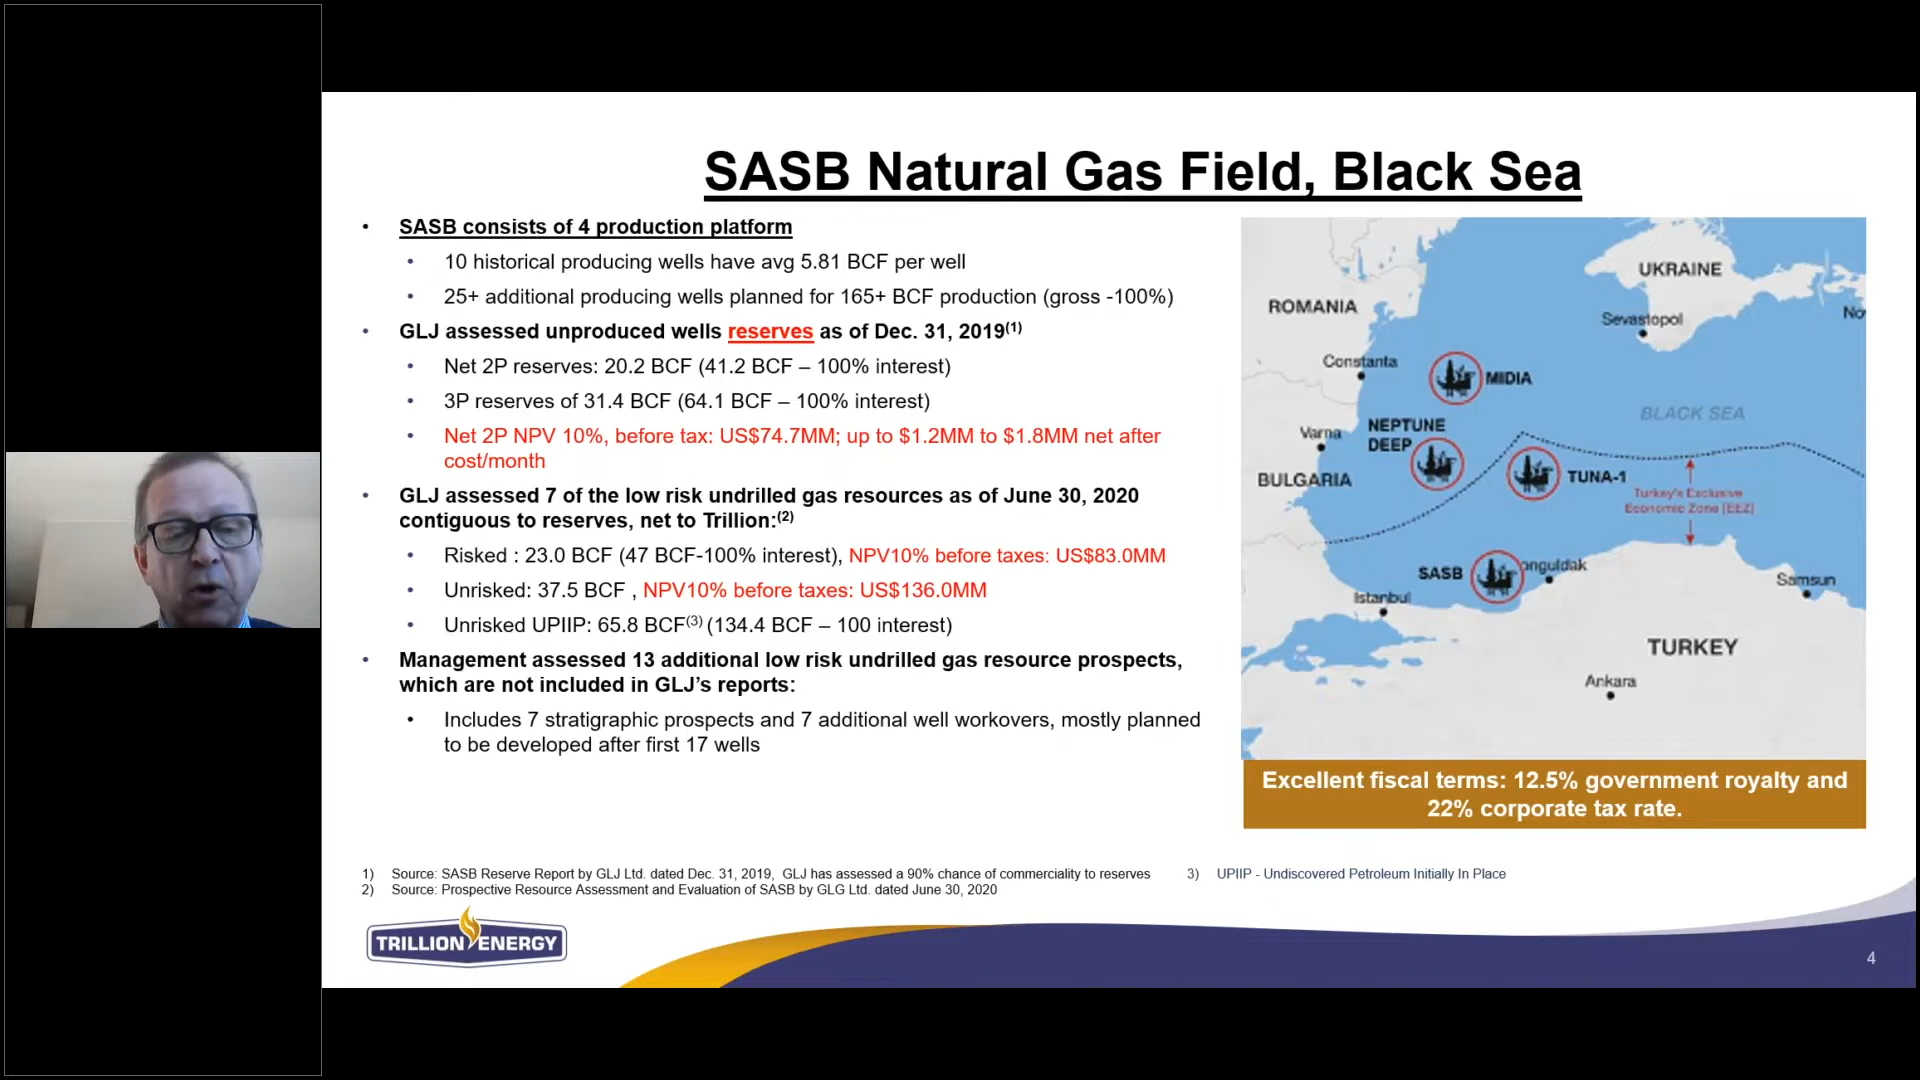 SASB Natural Gas Field, Black Sea
• SASB consists of 4 production platform
• 10 historical producing wells have avg 5.81 BCF per well
• 25+ additional producing wells planned for 165+ BCF production (gross -100%)
• GLJ assessed unproduced wells reserves as of Dec. 31, 2019(1)
• Net 2P reserves: 20.2 BCF (41.2 BCF – 100% interest)
• 3P reserves of 31.4 BCF (64.1 BCF – 100% interest)
• Net 2P NPV 10%, before tax: US$74.7MM; up to $1.2MM to $1.8MM net after
cost/month
• GLJ assessed 7 of the low risk undrilled gas resources as of June 30, 2020
contiguous to reserves, net to Trillion:(2)
• Risked : 23.0 BCF (47 BCF-100% interest), NPV10% before taxes: US$83.0MM
• Unrisked: 37.5 BCF , NPV10% before taxes: US$136.0MM
• Unrisked UPIIP: 65.8 BCF(3) (134.4 BCF – 100 interest)
• Management assessed 13 additional low risk undrilled gas resource prospects,
which are not included in GLJ's reports:
• Includes 7 stratigraphic prospects and 7 additional well workovers, mostly planned
to be developed after first 17 wells
UKRAINE
ROMANIA
Sevastopol
No
Constanta
MIDIA
BLACK SEA
NEPTUNE
DEEP
Varna
BULGARIA
TUNA-1
Turkey's Exclusive
Economic Zone [EEZ]
SASB
onguldak
Samsun
Istanbul
TURKEY
Ankara
Excellent fiscal terms: 12.5% government royalty and
22% corporate tax rate.
1) Source: SASB Reserve Report by GLJ Ltd. dated Dec. 31, 2019, GLJ has assessed a 90% chance of commerciality to reserves
2) Source: Prospective Resource Assessment and Evaluation of SASB by GLG Ltd. dated June 30, 2020
3) UPIIP - Undiscovered Petroleum Initially In Place
TRILLION ENERGY
4